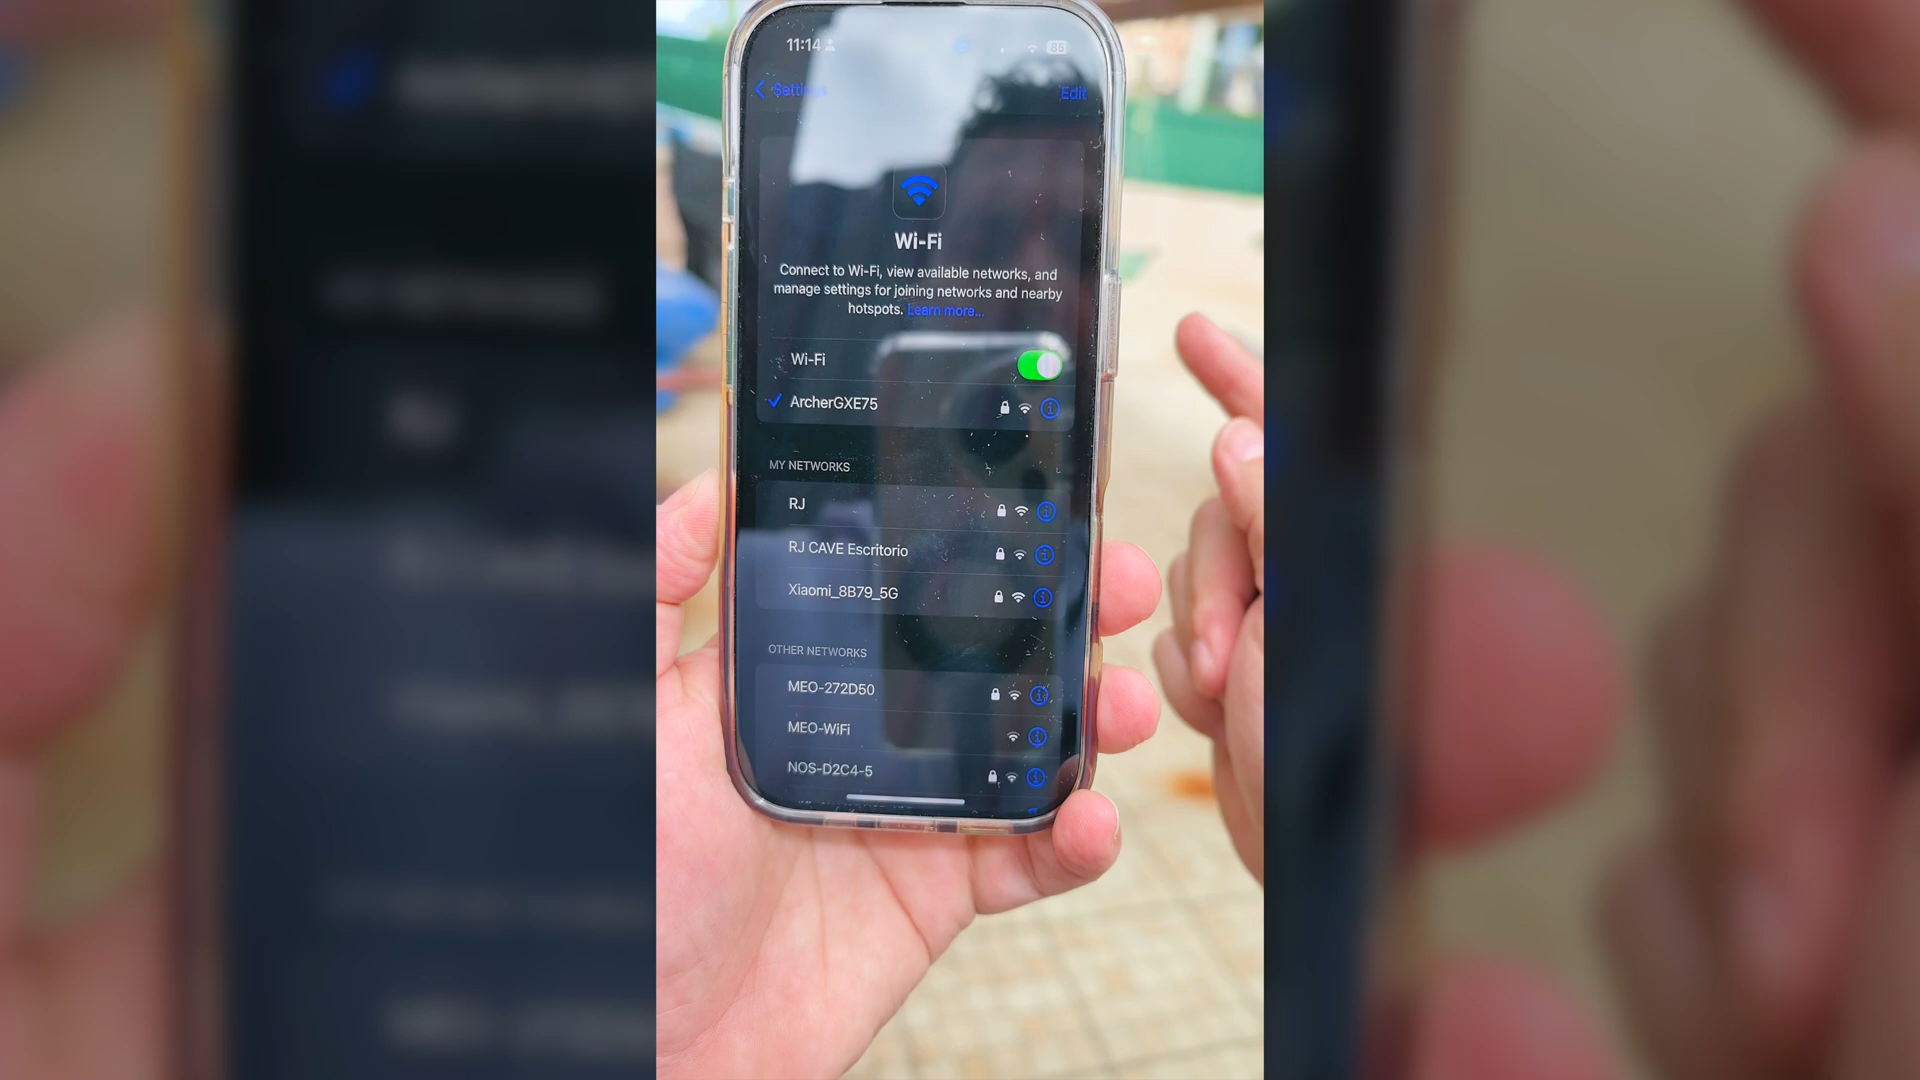 11:14
85
Settings
Edit
Wi-Fi
Connect to Wi-Fi, view available networks, and
manage settings for joining networks and nearby
hotspots. Learn more...
Wi-Fi
ArcherGXE75
MY NETWORKS
RJ
RJ CAVE Escritorio
Xiaomi_8B79_5G
OTHER NETWORKS
MEO-272D50
MEO-WiFi
NOS-D2C4-5